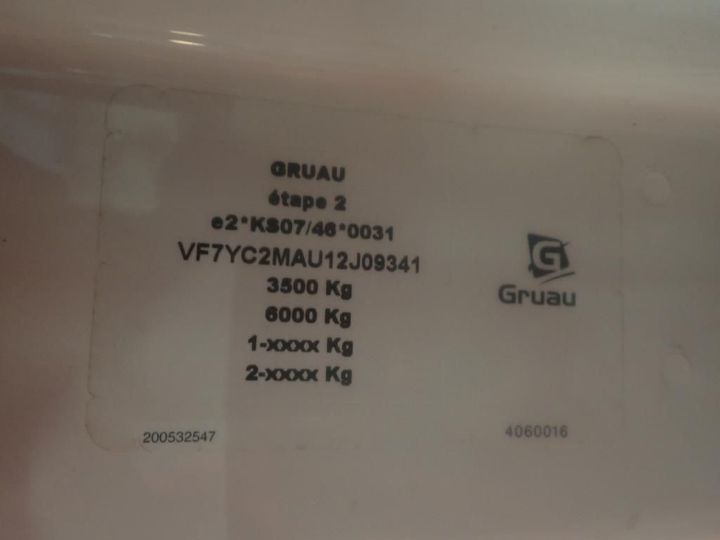 GRUAU
étape 2
e2*KS07/46*0031
VF7YC2MAU12J09341
3500 Kg
6000 Kg
1-xxxx Kg
2-xxxx Kg
G
Gruau
200532547
4060016